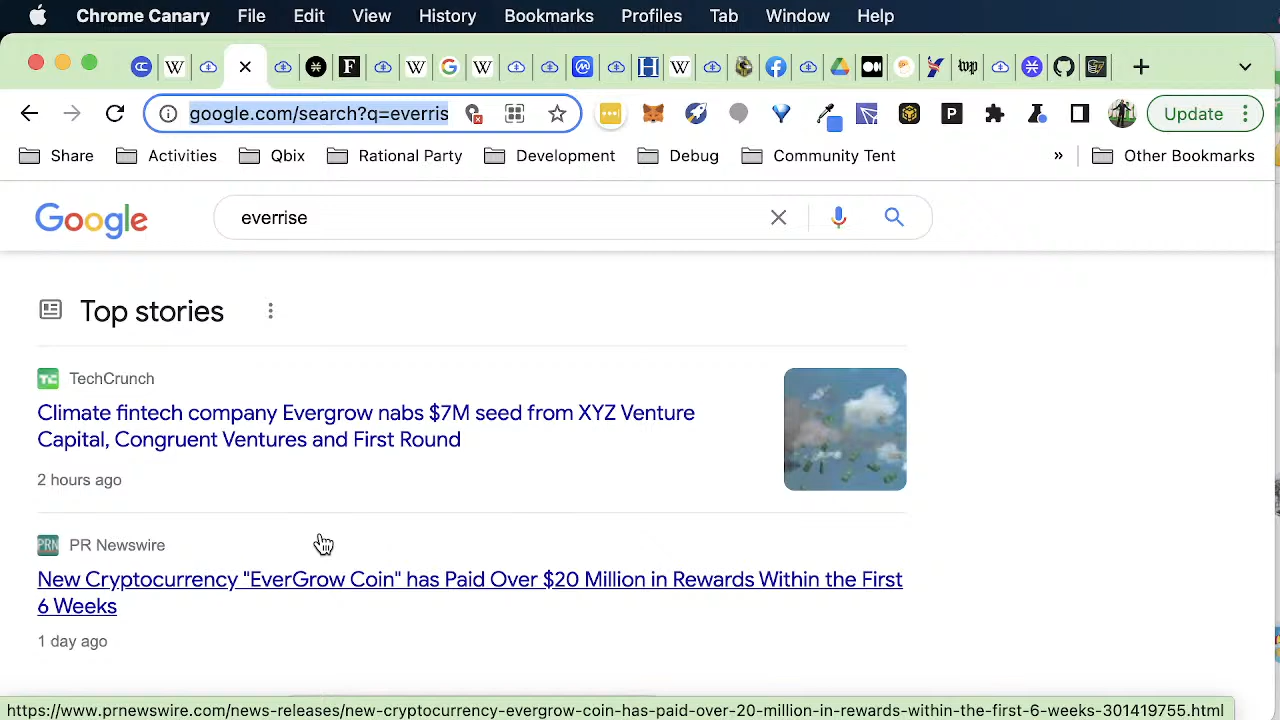 Chrome Canary File Edit View History Bookmarks Profiles Tab Window Help
google.com/search?q=everris Update
Share Activities Qbix Rational Party Development Debug Community Tent » Other Bookmarks
Google everrise
Top stories
TC TechCrunch
Climate fintech company Evergrow nabs $7M seed from XYZ Venture
Capital, Congruent Ventures and First Round
2 hours ago
PRN PR Newswire
New Cryptocurrency "EverGrow Coin" has Paid Over $20 Million in Rewards Within the First
6 Weeks
1 day ago
https://www.prnewswire.com/news-releases/new-cryptocurrency-evergrow-coin-has-paid-over-20-million-in-rewards-within-the-first-6-weeks-301419755.html